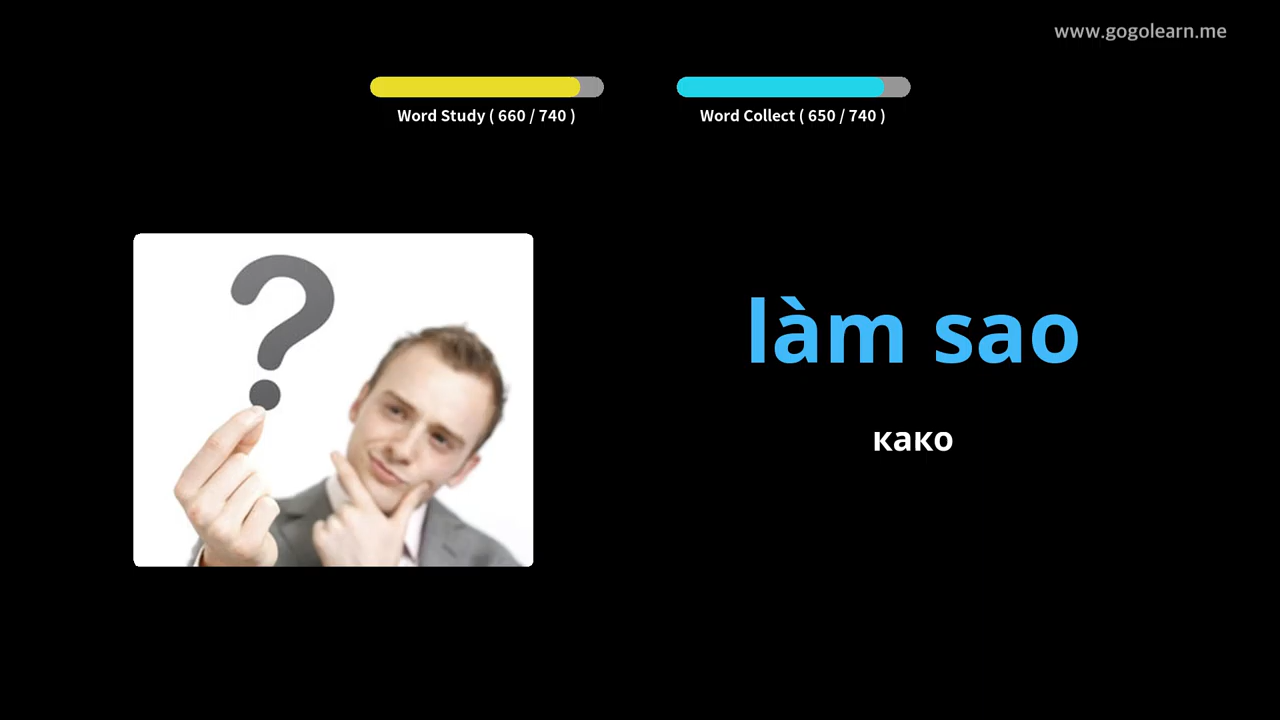 www.gogolearn.me
Word Study ( 660 / 740 )
Word Collect ( 650 / 740 )
?
làm sao
како